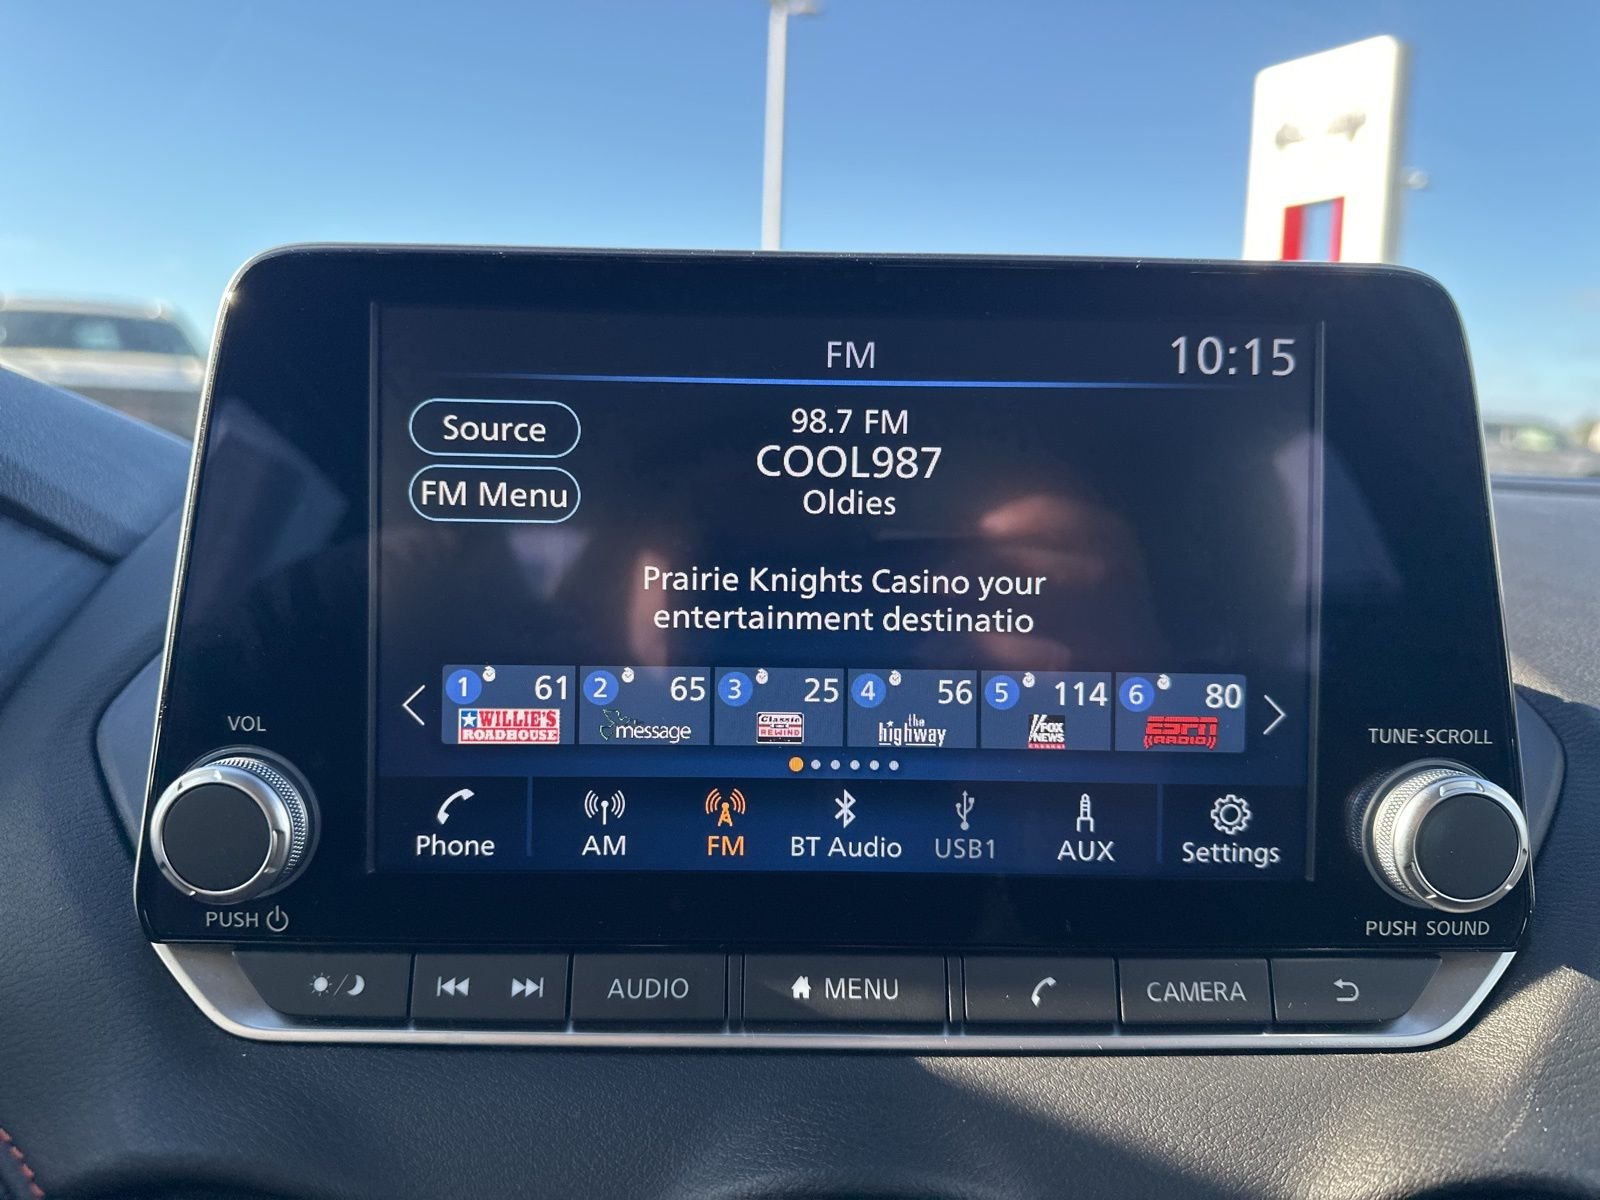 FM
10:15
Source
98.7 FM
COOL987
FM Menu
Oldies
Prairie Knights Casino your
entertainment destinatio
1 61
WILLIE'S
ROADHOUSE
2 65
message
3 25
Classic
REWIND
4 56
the
highway
5 114
FOX
NEWS
channel
6 80
ESPN
RADIO
VOL
TUNE·SCROLL
Phone
AM
FM
BT Audio
USB1
AUX
Settings
PUSH
PUSH SOUND
AUDIO
MENU
CAMERA